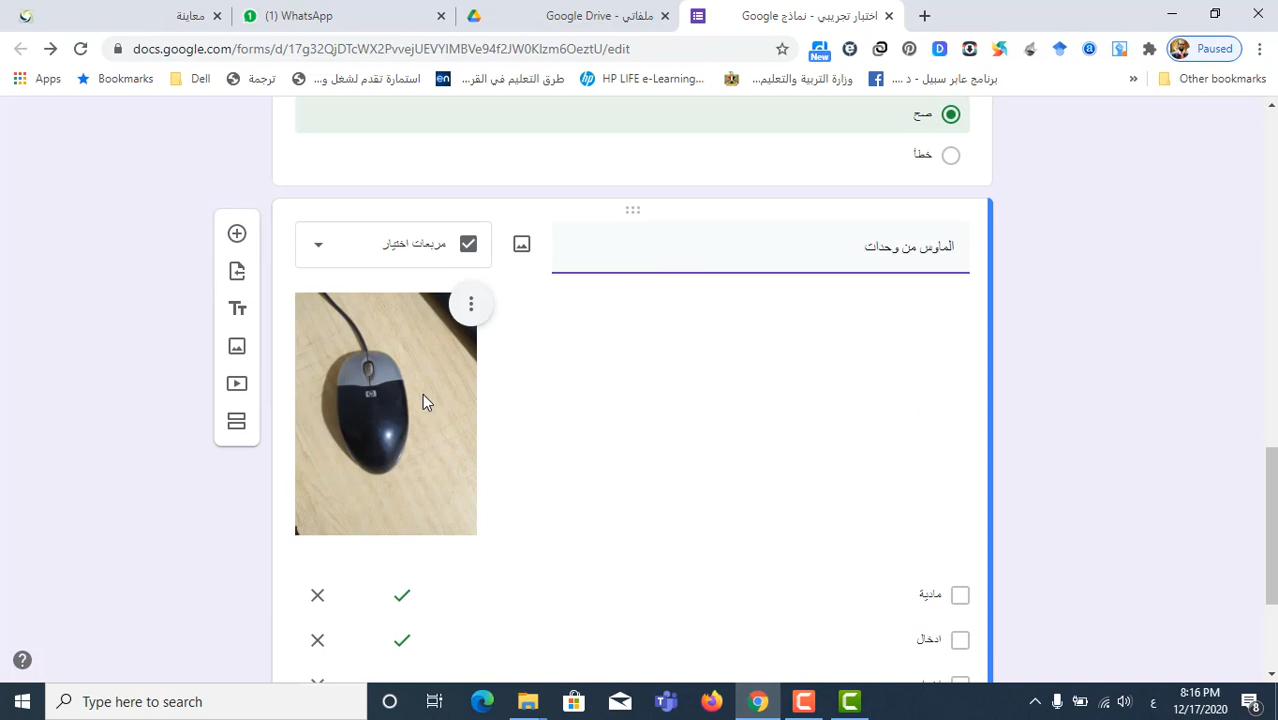 معاينة
(1) WhatsApp
ملفاتي - Google Drive
اختبار تجريبي - نماذج Google
docs.google.com/forms/d/17g32QjDTcWX2PvvejUEVYIMBVe94f2JW0KIzm6OeztU/edit
New
Paused
Apps
Bookmarks
Dell
ترجمة
استمارة تقدم لشغل و...
طرق التعليم في القر...
HP LIFE e-Learning...
وزارة التربية والتعليم...
برنامج عابر سبيل - د ....
Other bookmarks
صح
خطأ
الماوس من وحدات
مربعات اختيار
مادية
ادخال
Type here to search
ع
8:16 PM
12/17/2020
8